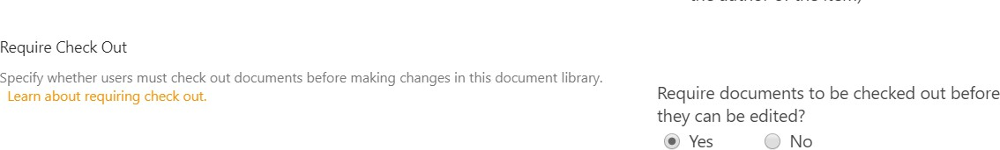 the author of the item)
Require Check Out
Specify whether users must check out documents before making changes in this document library.
Learn about requiring check out.
Require documents to be checked out before
they can be edited?
Yes No